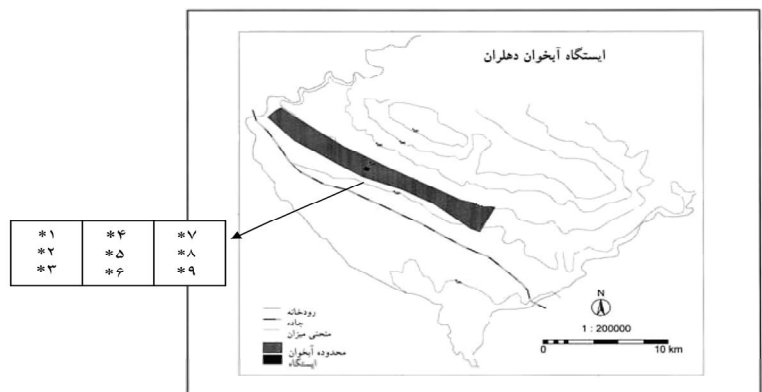 ایستگاه آبخوان دهلران
*۱ *۴ *۷
*۲ *۵ *۸
*۳ *۶ *۹
رودخانه
جاده
منحنی میزان
محدوده آبخوان
ایستگاه
N
1 : 200000
0 10 km